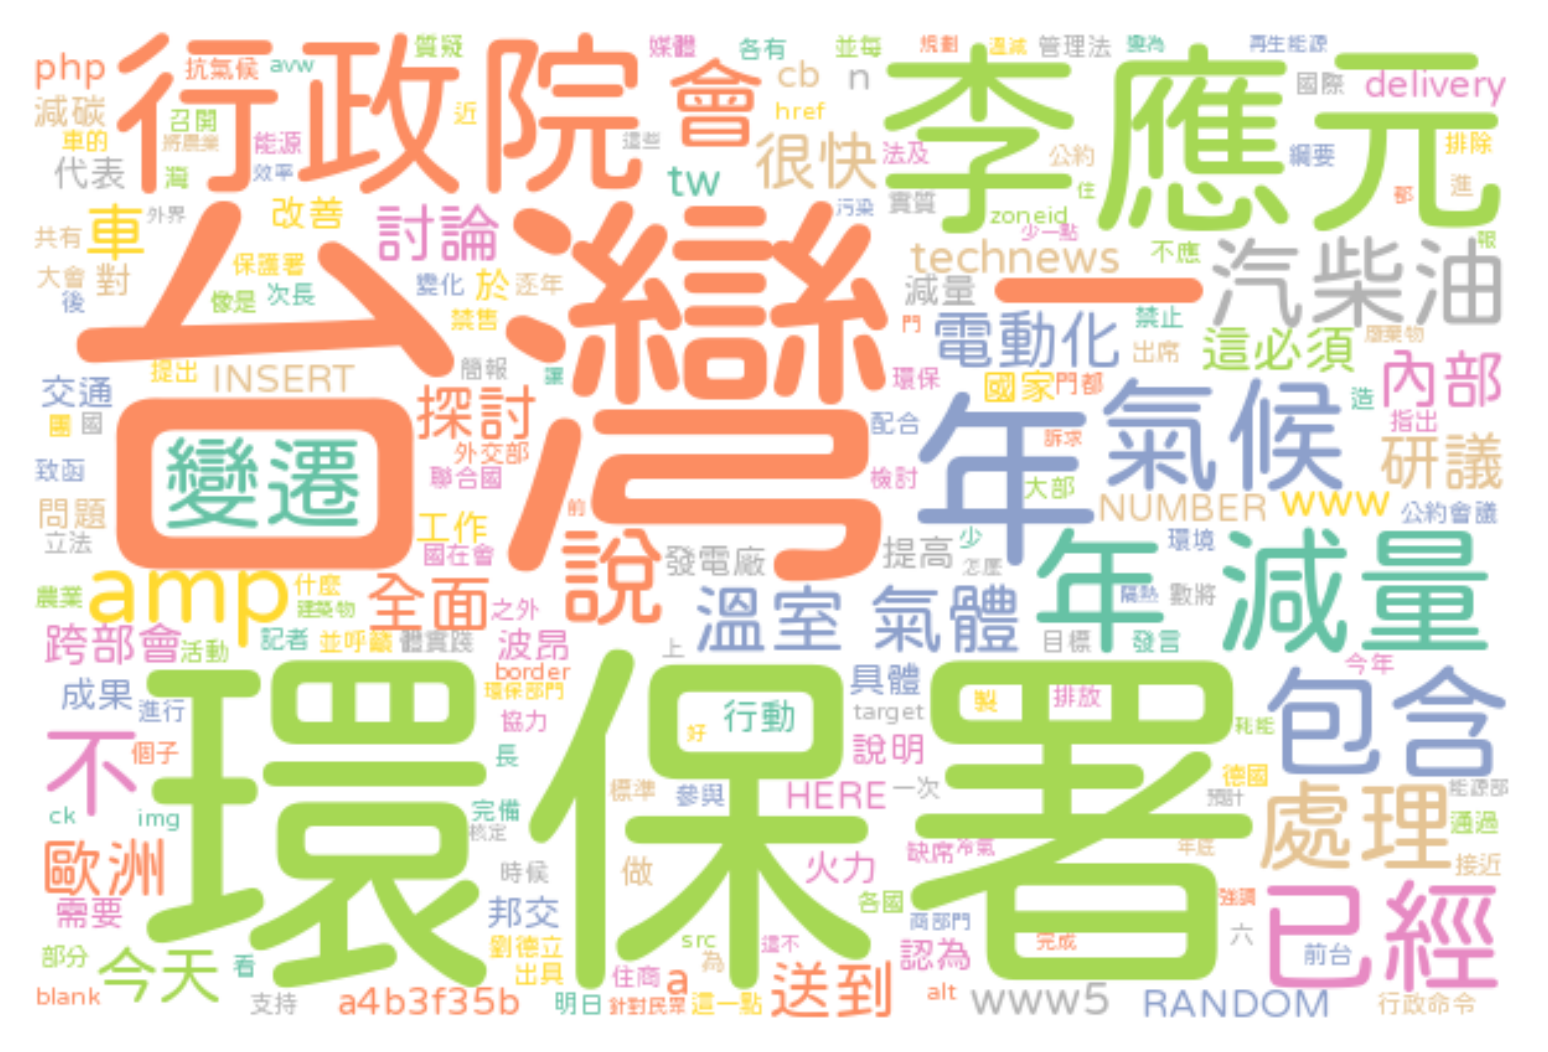 php
行政院
抗氣候
avw
質疑
媒體
各有
並每
規劃
溫減
管理法
變為
再生能源
減碳
召開
近
會
cb
n
href
李應元
國際
delivery
車的
將農業
能源
這些
很快
法及
公約
綱要
排除
代表
灣
效率
tw
實質
住
部
進
車
外界
改善
討論
污染
zoneid
少一點
不應
報
共有
保護署
technews
汽柴油
大會
對
後
像是
次長
變化
於
逐年
減量
一
禁售
門
電動化
禁止
這必須
廢棄物
台灣
提出
INSERT
簡報
讓
環保
出席
交通
探討
國家
門都
氣候
造
內部
指出
團
國
配合
年
訴求
變遷
外交部
致函
聯合國
檢討
大部
研議
問題
前
NUMBER
www
公約會議
立法
工作
國在會
說
發電廠
提高
少
怎麼
環境
年
減量
農業
amp
什麼
建築物
全面
之外
溫室
氣體
隔熱
數將
跨部會
活動
記者
並呼籲
體實踐
波昂
上
目標
發言
border
今年
成果
進行
環保部門
具體
製
排放
包含
環保署
協力
行動
好
target
耗能
不
個子
長
說明
德國
ck
img
標準
參與
HERE
一次
預計
能源部
完備
核定
處理
通過
歐洲
時候
做
火力
缺席
冷氣
年底
接近
需要
邦交
各國
商部門
強調
已經
部分
今天
看
劉德立
src
這不
認為
完成
六
前台
出具
住商
a
為
送到
blank
支持
a4b3f35b
明日
針對民眾
這一點
alt
www5
RANDOM
行政命令